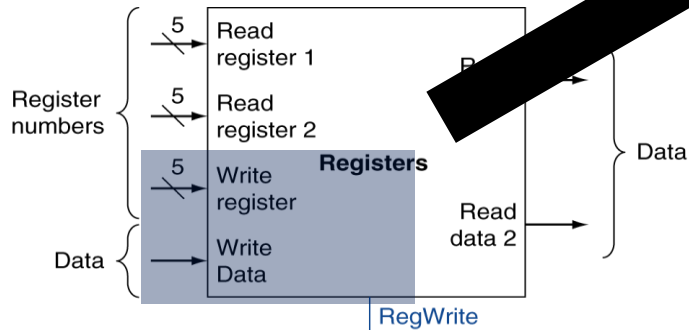 5
Read
register 1
Register
numbers
5
Read
register 2
Registers
5
Write
register
Data
Write
Data
Read
data 2
Data
RegWrite